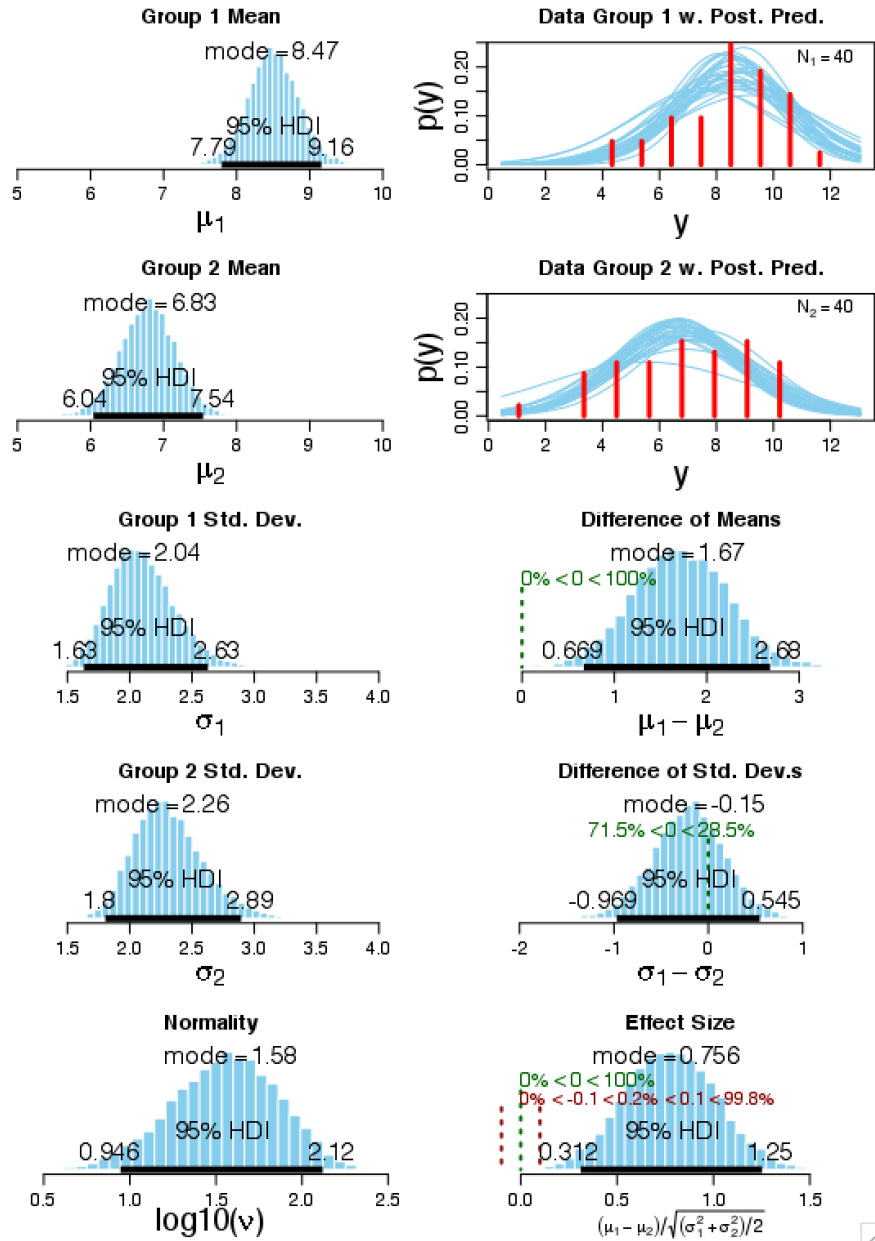 Group 1 Mean
mode = 8.47
95% HDI
7.79 9.16
5 6 7 8 9 10
μ1
Data Group 1 w. Post. Pred.
N1 = 40
p(y)
0.00 0.10 0.20
0 2 4 6 8 10 12
y
Group 2 Mean
mode = 6.83
95% HDI
6.04 7.54
5 6 7 8 9 10
μ2
Data Group 2 w. Post. Pred.
N2 = 40
p(y)
0.00 0.10 0.20
0 2 4 6 8 10 12
y
Group 1 Std. Dev.
mode = 2.04
95% HDI
1.63 2.63
1.5 2.0 2.5 3.0 3.5 4.0
σ1
Difference of Means
mode = 1.67
0% < 0 < 100%
95% HDI
0.669 2.68
0 1 2 3
μ1 − μ2
Group 2 Std. Dev.
mode = 2.26
95% HDI
1.8 2.89
1.5 2.0 2.5 3.0 3.5 4.0
σ2
Difference of Std. Dev.s
mode = -0.15
71.5% < 0 < 28.5%
95% HDI
-0.969 0.545
-2 -1 0 1
σ1 − σ2
Normality
mode = 1.58
95% HDI
0.946 2.12
0.5 1.0 1.5 2.0 2.5
log10(ν)
Effect Size
mode = 0.756
0% < 0 < 100%
0% < -0.1 < 0.2% < 0.1 < 99.8%
95% HDI
0.312 1.25
0.0 0.5 1.0 1.5
(μ1 − μ2)/√(σ1² + σ2²)/2